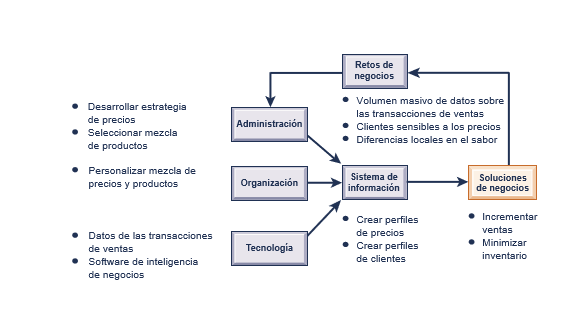 Retos de
negocios
• Volumen masivo de datos sobre
las transacciones de ventas
• Clientes sensibles a los precios
• Diferencias locales en el sabor
• Desarrollar estrategia
de precios
• Seleccionar mezcla
de productos
Administración
• Personalizar mezcla de
precios y productos
Organización
Sistema de
información
Soluciones
de negocios
• Datos de las transacciones
de ventas
• Software de inteligencia
de negocios
Tecnología
• Crear perfiles
de precios
• Crear perfiles
de clientes
• Incrementar
ventas
• Minimizar
inventario